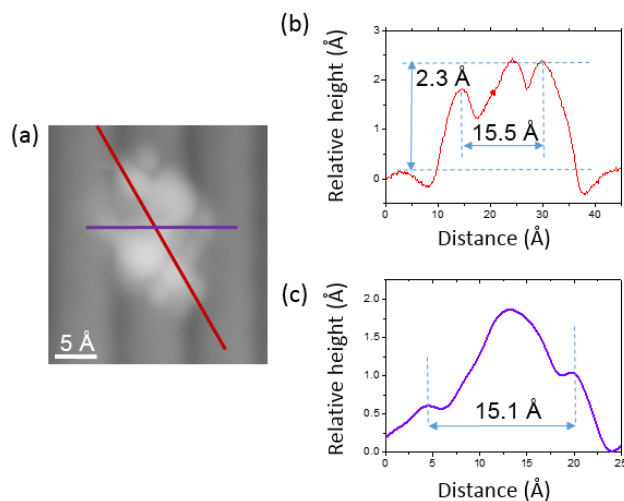 (a)
5 Å
(b)
Relative height (Å)
3
2
1
0
2.3 Å
15.5 Å
0 10 20 30 40
Distance (Å)
(c)
Relative height (Å)
2.0
1.5
1.0
0.5
0.0
15.1 Å
0 5 10 15 20 25
Distance (Å)